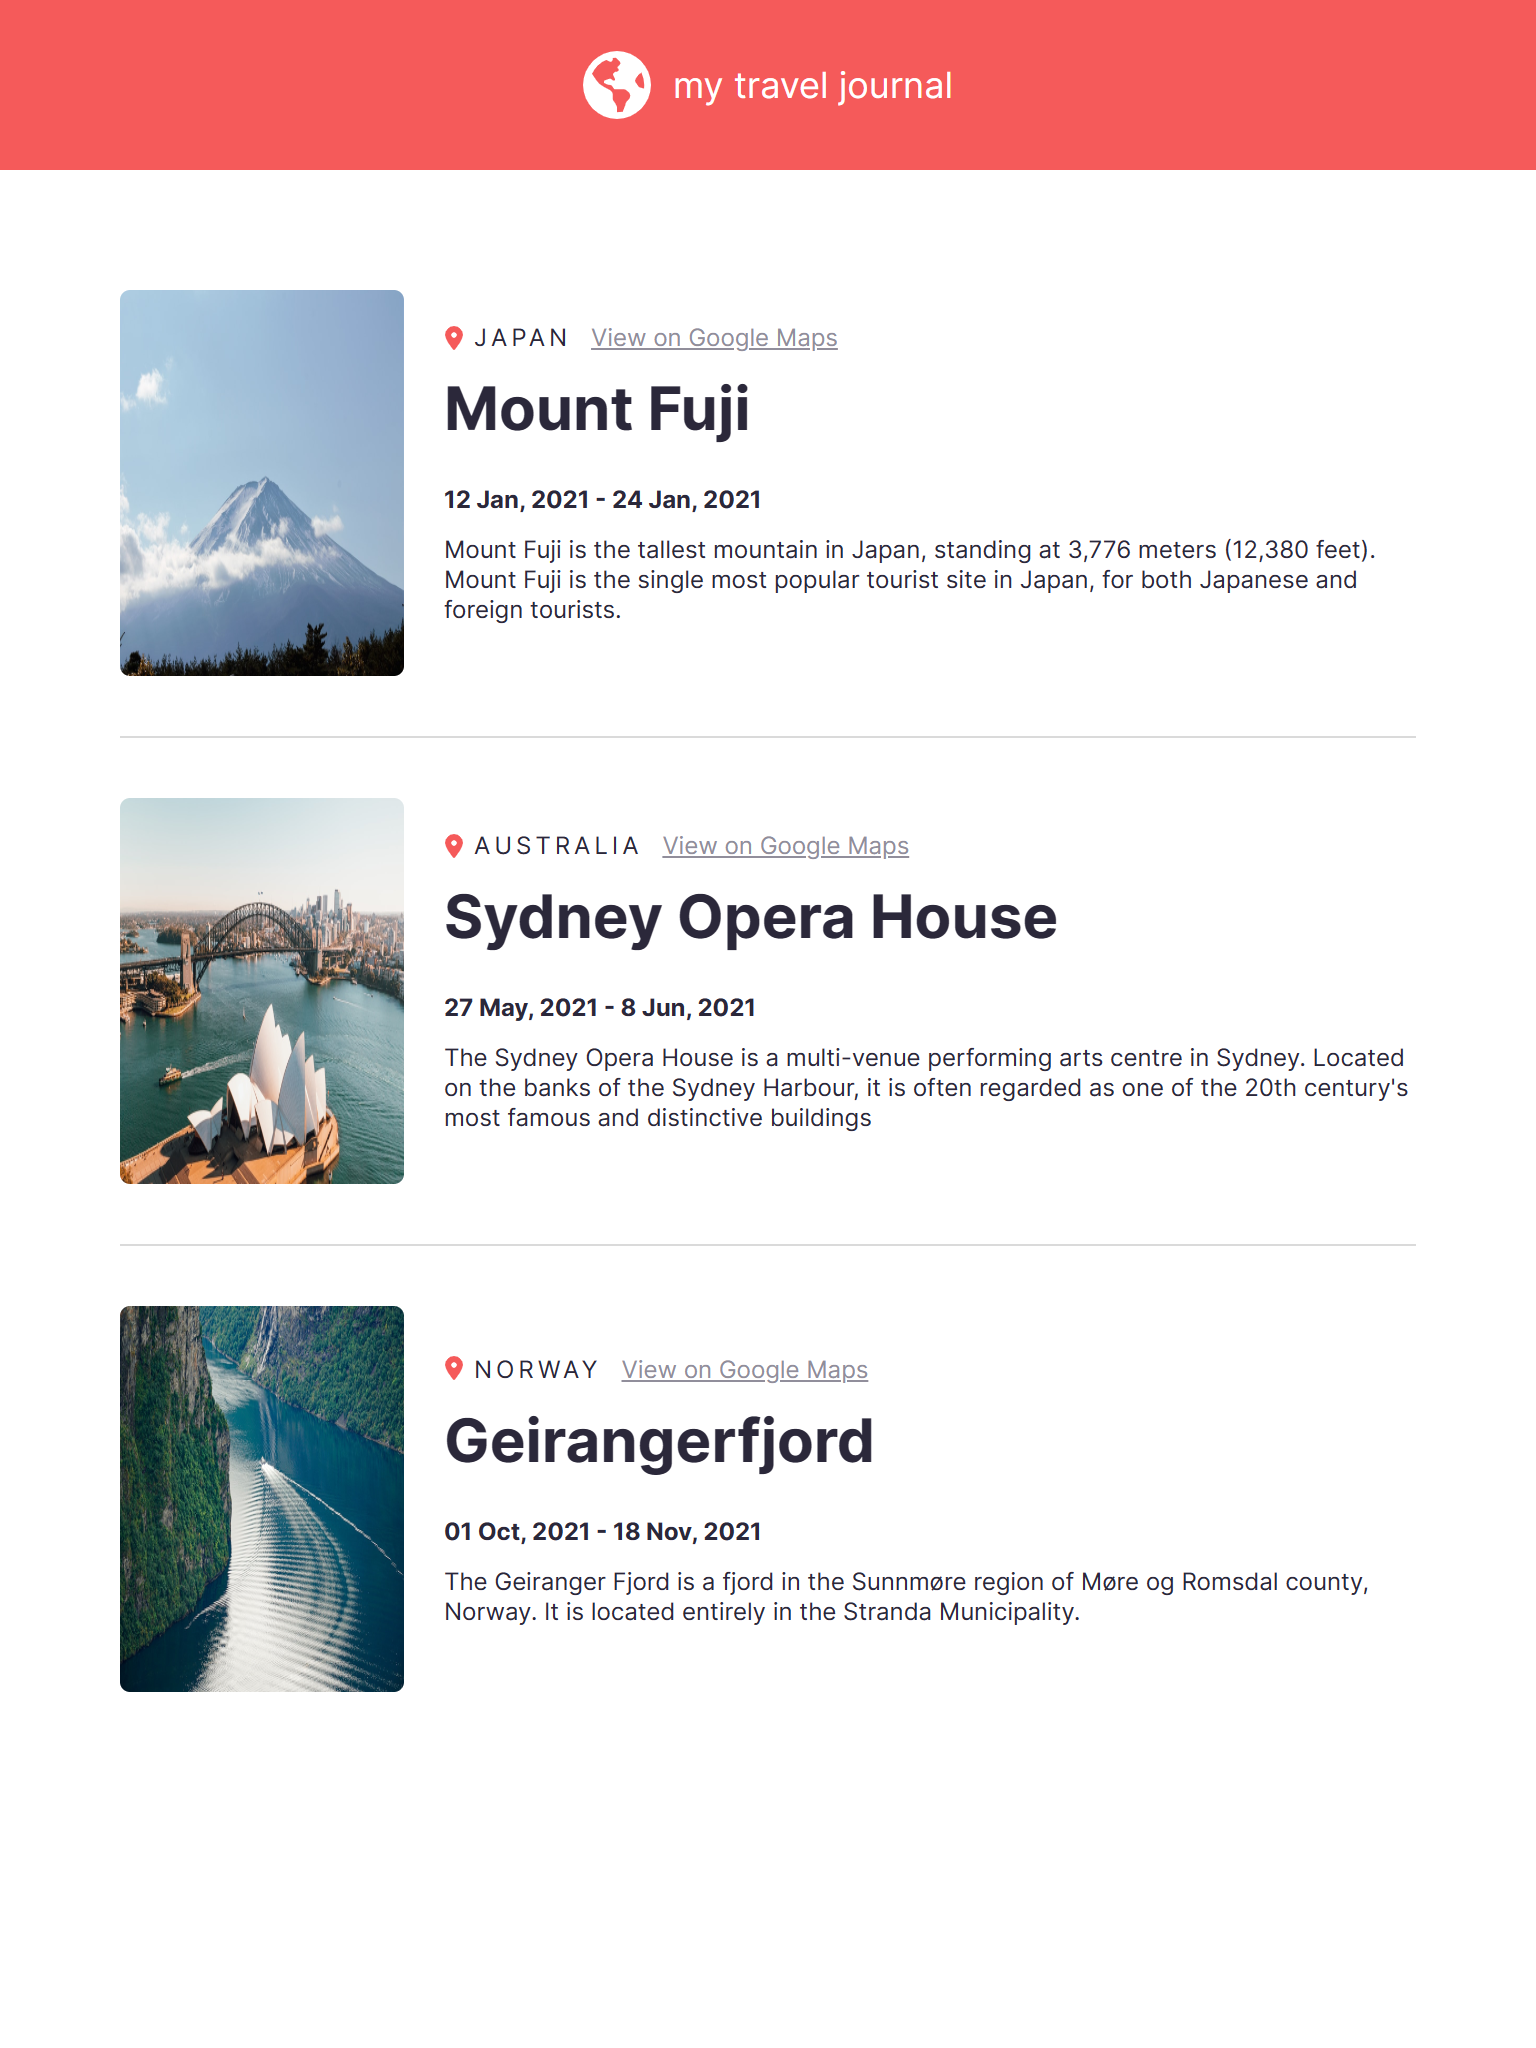 my travel journal
JAPAN View on Google Maps
Mount Fuji
12 Jan, 2021 - 24 Jan, 2021
Mount Fuji is the tallest mountain in Japan, standing at 3,776 meters (12,380 feet).
Mount Fuji is the single most popular tourist site in Japan, for both Japanese and
foreign tourists.
AUSTRALIA View on Google Maps
Sydney Opera House
27 May, 2021 - 8 Jun, 2021
The Sydney Opera House is a multi-venue performing arts centre in Sydney. Located
on the banks of the Sydney Harbour, it is often regarded as one of the 20th century's
most famous and distinctive buildings
NORWAY View on Google Maps
Geirangerfjord
01 Oct, 2021 - 18 Nov, 2021
The Geiranger Fjord is a fjord in the Sunnmøre region of Møre og Romsdal county,
Norway. It is located entirely in the Stranda Municipality.